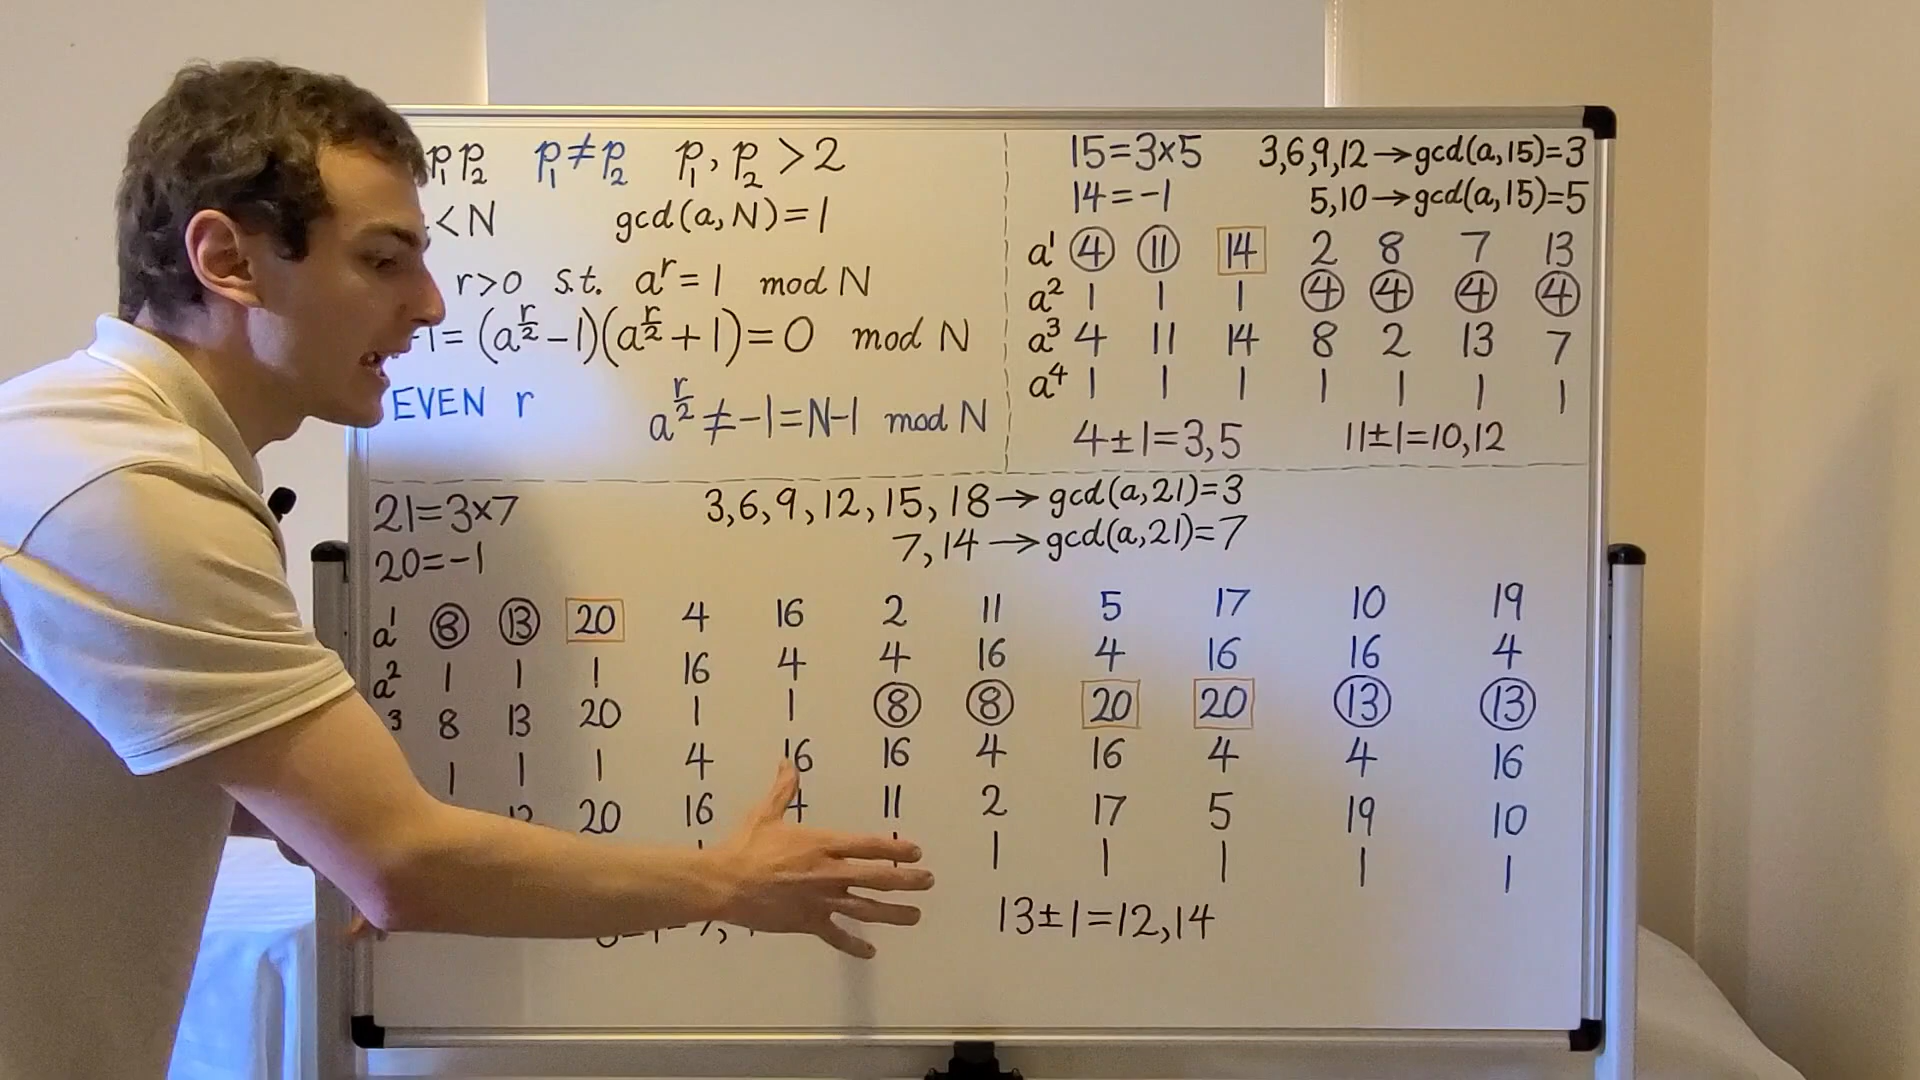 p₁p₂ p₁≠p₂ p₁,p₂ >2
<N gcd(a,N)=1
r>0 s.t. a^r=1 mod N
-1=(a^(r/2)-1)(a^(r/2)+1)=0 mod N
EVEN r a^(r/2)≠-1=N-1 mod N
15=3×5 3,6,9,12→gcd(a,15)=3
14=-1 5,10→gcd(a,15)=5
a¹ 4 11 14 2 8 7 13
a² 1 1 1 4 4 4 4
a³ 4 11 14 8 2 13 7
a⁴ 1 1 1 1 1 1 1
4±1=3,5 11±1=10,12
21=3×7 3,6,9,12,15,18→gcd(a,21)=3
20=-1 7,14→gcd(a,21)=7
a¹ 8 13 20 4 16 2 11 5 17 10 19
a² 1 1 1 16 4 4 16 4 16 16 4
3 8 13 20 1 1 8 8 20 20 13 13
1 1 1 4 16 16 4 16 4 4 16
20 16 4 11 2 17 5 19 10
1 1 1 1 1
13±1=12,14